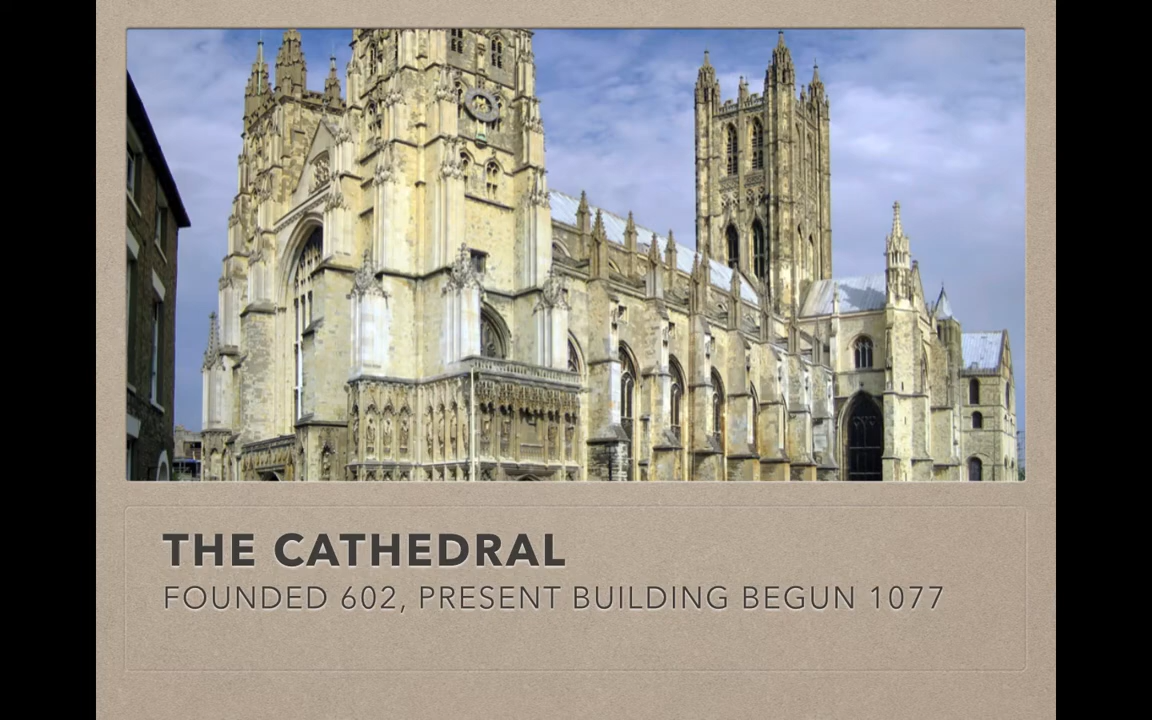 THE CATHEDRAL
FOUNDED 602, PRESENT BUILDING BEGUN 1077